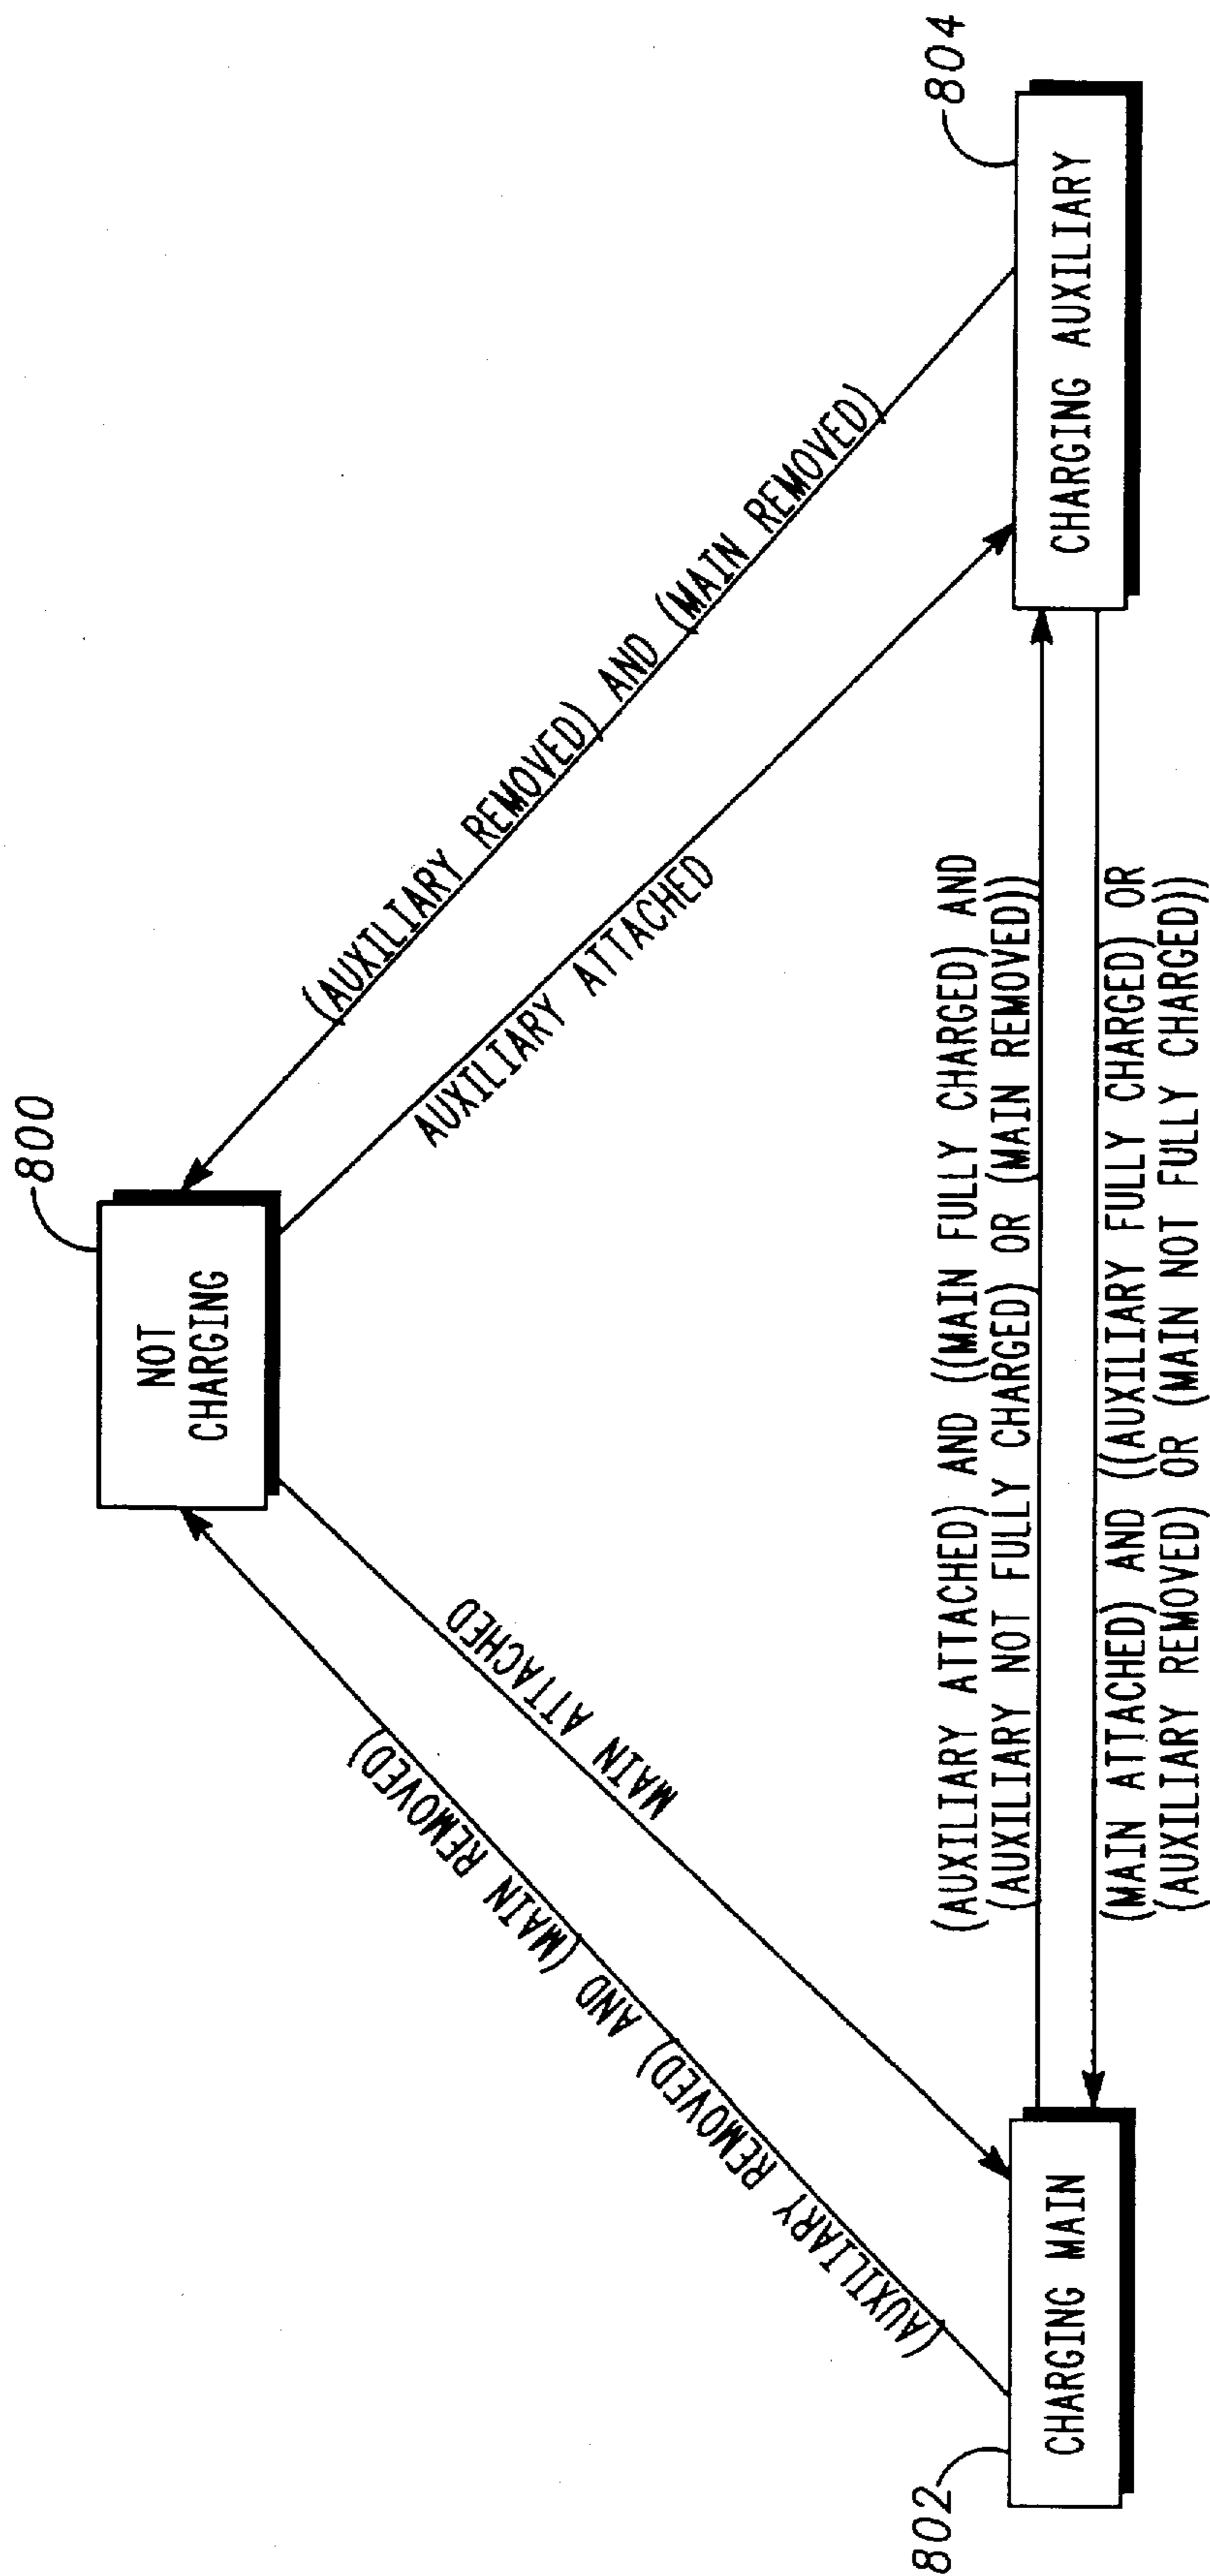 800
NOT
CHARGING
(AUXILIARY REMOVED) AND (MAIN REMOVED)
MAIN ATTACHED
AUXILIARY ATTACHED
(AUXILIARY REMOVED) AND (MAIN REMOVED)
802
CHARGING MAIN
(AUXILIARY ATTACHED) AND ((MAIN FULLY CHARGED) AND
(AUXILIARY NOT FULLY CHARGED) OR (MAIN REMOVED))
(MAIN ATTACHED) AND ((AUXILIARY FULLY CHARGED) OR
(AUXILIARY REMOVED) OR (MAIN NOT FULLY CHARGED))
804
CHARGING AUXILIARY